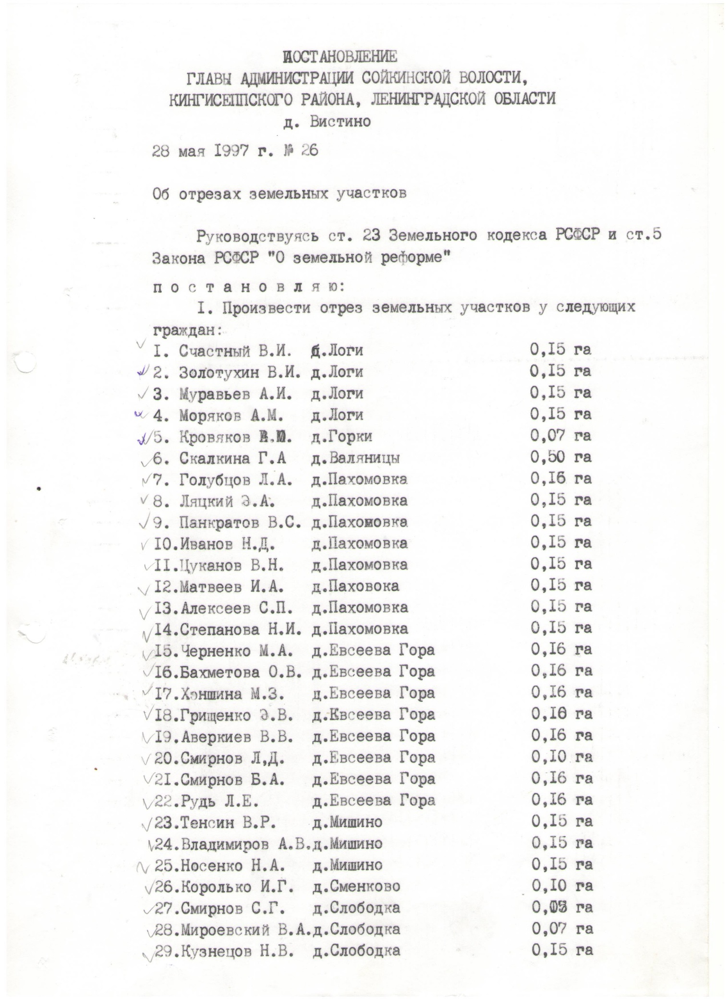 ПОСТАНОВЛЕНИЕ
ГЛАВЫ АДМИНИСТРАЦИИ СОЙКИНСКОЙ ВОЛОСТИ,
КИНГИСЕППСКОГО РАЙОНА, ЛЕНИНГРАДСКОЙ ОБЛАСТИ
д. Вистино
28 мая 1997 г. № 26
Об отрезах земельных участков
Руководствуясь ст. 23 Земельного кодекса РСФСР и ст.5
Закона РСФСР "О земельной реформе"
п о с т а н о в л я ю:
I. Произвести отрез земельных участков у следующих
граждан:
I. Счастный В.И. д.Логи 0,I5 га
2. Золотухин В.И. д.Логи 0,I5 га
3. Муравьев А.И. д.Логи 0,I5 га
4. Моряков А.М. д.Логи 0,I5 га
5. Кровяков д.Горки 0,07 га
6. Скалкина Г.А д.Валяницы 0,50 га
7. Голубцов Л.А. д.Пахомовка 0,I6 га
8. Ляцкий Э.А. д.Пахомовка 0,I5 га
9. Панкратов В.С. д.Пахомовка 0,I5 га
I0.Иванов Н.Д. д.Пахомовка 0,I5 га
II.Цуканов В.Н. д.Пахомовка 0,I5 га
I2.Матвеев И.А. д.Паховока 0,I5 га
I3.Алексеев С.П. д.Пахомовка 0,I5 га
I4.Степанова Н.И. д.Пахомовка 0,I5 га
I5.Черненко М.А. д.Евсеева Гора 0,I6 га
I6.Бахметова О.В. д.Евсеева Гора 0,I6 га
I7.Хэншина М.З. д.Евсеева Гора 0,I6 га
I8.Грищенко Э.В. д.Евсеева Гора 0,I6 га
I9.Аверкиев В.В. д.Евсеева Гора 0,I6 га
20.Смирнов Л,Д. д.Евсеева Гора 0,I0 га
2I.Смирнов Б.А. д.Евсеева Гора 0,I6 га
22.Рудь Л.Е. д.Евсеева Гора 0,I6 га
23.Тенсин В.Р. д.Мишино 0,I5 га
24.Владимиров А.В.д.Мишино 0,I5 га
25.Носенко Н.А. д.Мишино 0,I5 га
26.Королько И.Г. д.Сменково 0,I0 га
27.Смирнов С.Г. д.Слободка га
28.Мироевский В.А.д.Слободка 0,07 га
29.Кузнецов Н.В. д.Слободка 0,I5 га